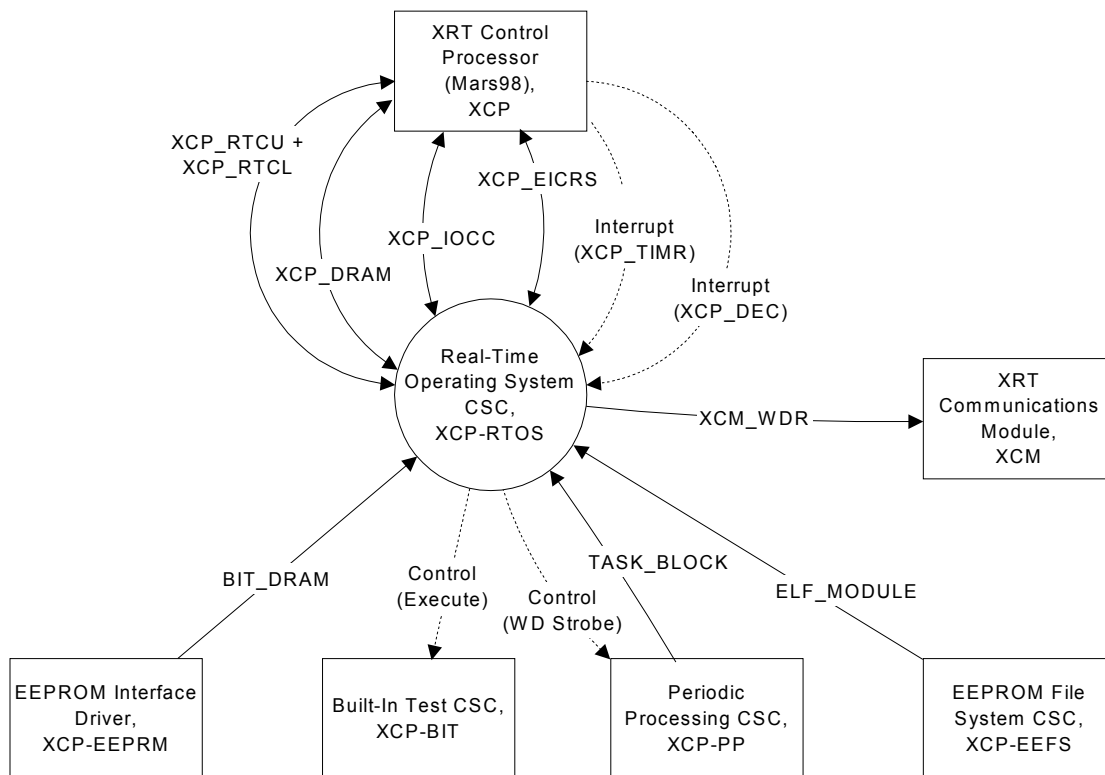 XRT Control
Processor
(Mars98),
XCP
XCP_RTCU +
XCP_RTCL
XCP_EICRS
XCP_IOCC
XCP_DRAM
Interrupt
(XCP_TIMR)
Interrupt
(XCP_DEC)
Real-Time
Operating System
CSC,
XCP-RTOS
XCM_WDR
XRT
Communications
Module,
XCM
BIT_DRAM
Control
(Execute)
Control
(WD Strobe)
TASK_BLOCK
ELF_MODULE
EEPROM Interface
Driver,
XCP-EEPRM
Built-In Test CSC,
XCP-BIT
Periodic
Processing CSC,
XCP-PP
EEPROM File
System CSC,
XCP-EEFS